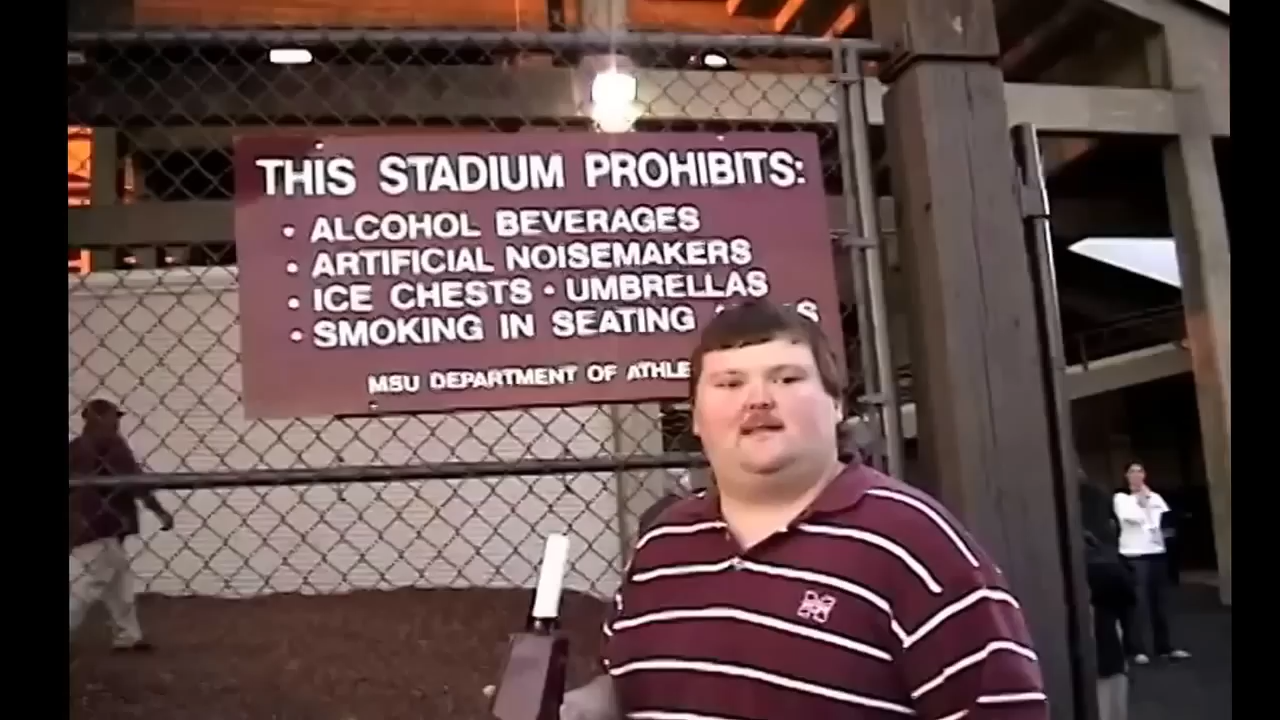 THIS STADIUM PROHIBITS:
• ALCOHOL BEVERAGES
• ARTIFICIAL NOISEMAKERS
• ICE CHESTS • UMBRELLAS
• SMOKING IN SEATING
MSU DEPARTMENT OF